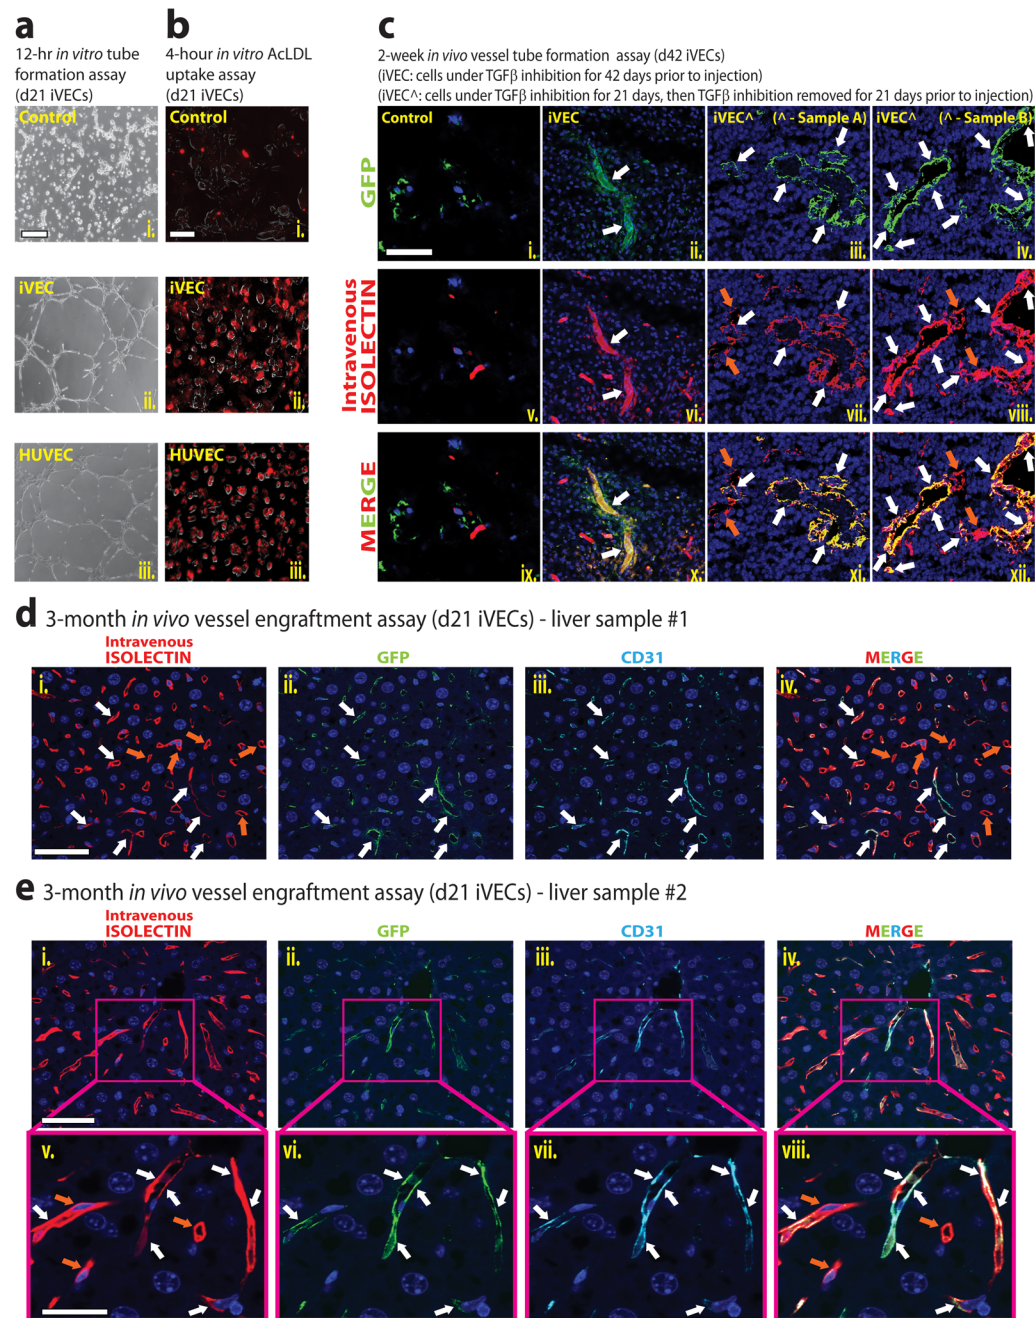 a
12-hr in vitro tube
formation assay
(d21 iVECs)
Control
i.
iVEC
ii.
HUVEC
iii.
b
4-hour in vitro AcLDL
uptake assay
(d21 iVECs)
Control
i.
iVEC
ii.
HUVEC
iii.
c
2-week in vivo vessel tube formation assay (d42 iVECs)
(iVEC: cells under TGFβ inhibition for 42 days prior to injection)
(iVEC^: cells under TGFβ inhibition for 21 days, then TGFβ inhibition removed for 21 days prior to injection)
Control
iVEC
iVEC^ (^ - Sample A)
iVEC^ (^ - Sample B)
GFP
i.
ii.
iii.
iv.
Intravenous
ISOLECTIN
v.
vi.
vii.
viii.
MERGE
ix.
x.
xi.
xii.
d 3-month in vivo vessel engraftment assay (d21 iVECs) - liver sample #1
Intravenous
ISOLECTIN
GFP
CD31
MERGE
i.
ii.
iii.
iv.
e 3-month in vivo vessel engraftment assay (d21 iVECs) - liver sample #2
Intravenous
ISOLECTIN
GFP
CD31
MERGE
i.
ii.
iii.
iv.
v.
vi.
vii.
viii.